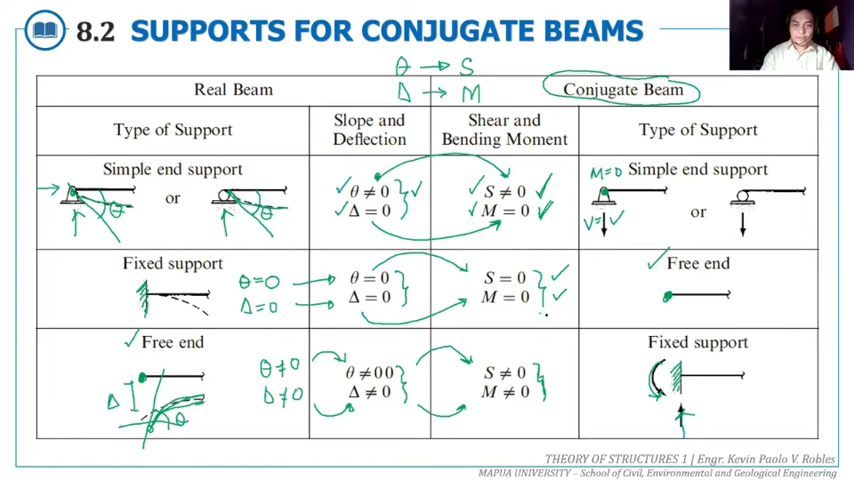 8.2 SUPPORTS FOR CONJUGATE BEAMS
θ → S
Δ → M
Real Beam
Conjugate Beam
Type of Support
Slope and Deflection
Shear and Bending Moment
Type of Support
Simple end support
or
θ
θ
θ ≠ 0
Δ = 0
S ≠ 0
M = 0
Simple end support
M=0
V=
or
Fixed support
θ=0
Δ=0
θ = 0
Δ = 0
S = 0
M = 0
Free end
Free end
Δ
θ
θ≠0
Δ≠0
θ ≠ 00
Δ ≠ 0
S ≠ 0
M ≠ 0
Fixed support
THEORY OF STRUCTURES 1 | Engr. Kevin Paolo V. Robles
MAPUA UNIVERSITY – School of Civil, Environmental and Geological Engineering